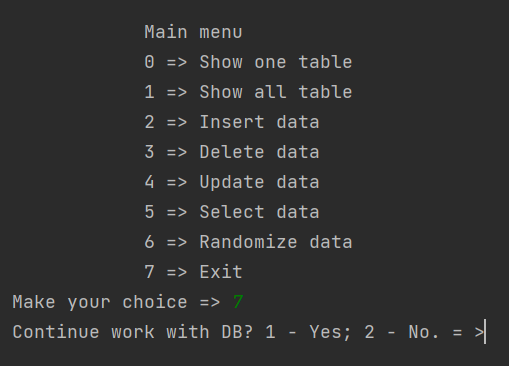 Main menu
0 => Show one table
1 => Show all table
2 => Insert data
3 => Delete data
4 => Update data
5 => Select data
6 => Randomize data
7 => Exit
Make your choice => 7
Continue work with DB? 1 - Yes; 2 - No. = >